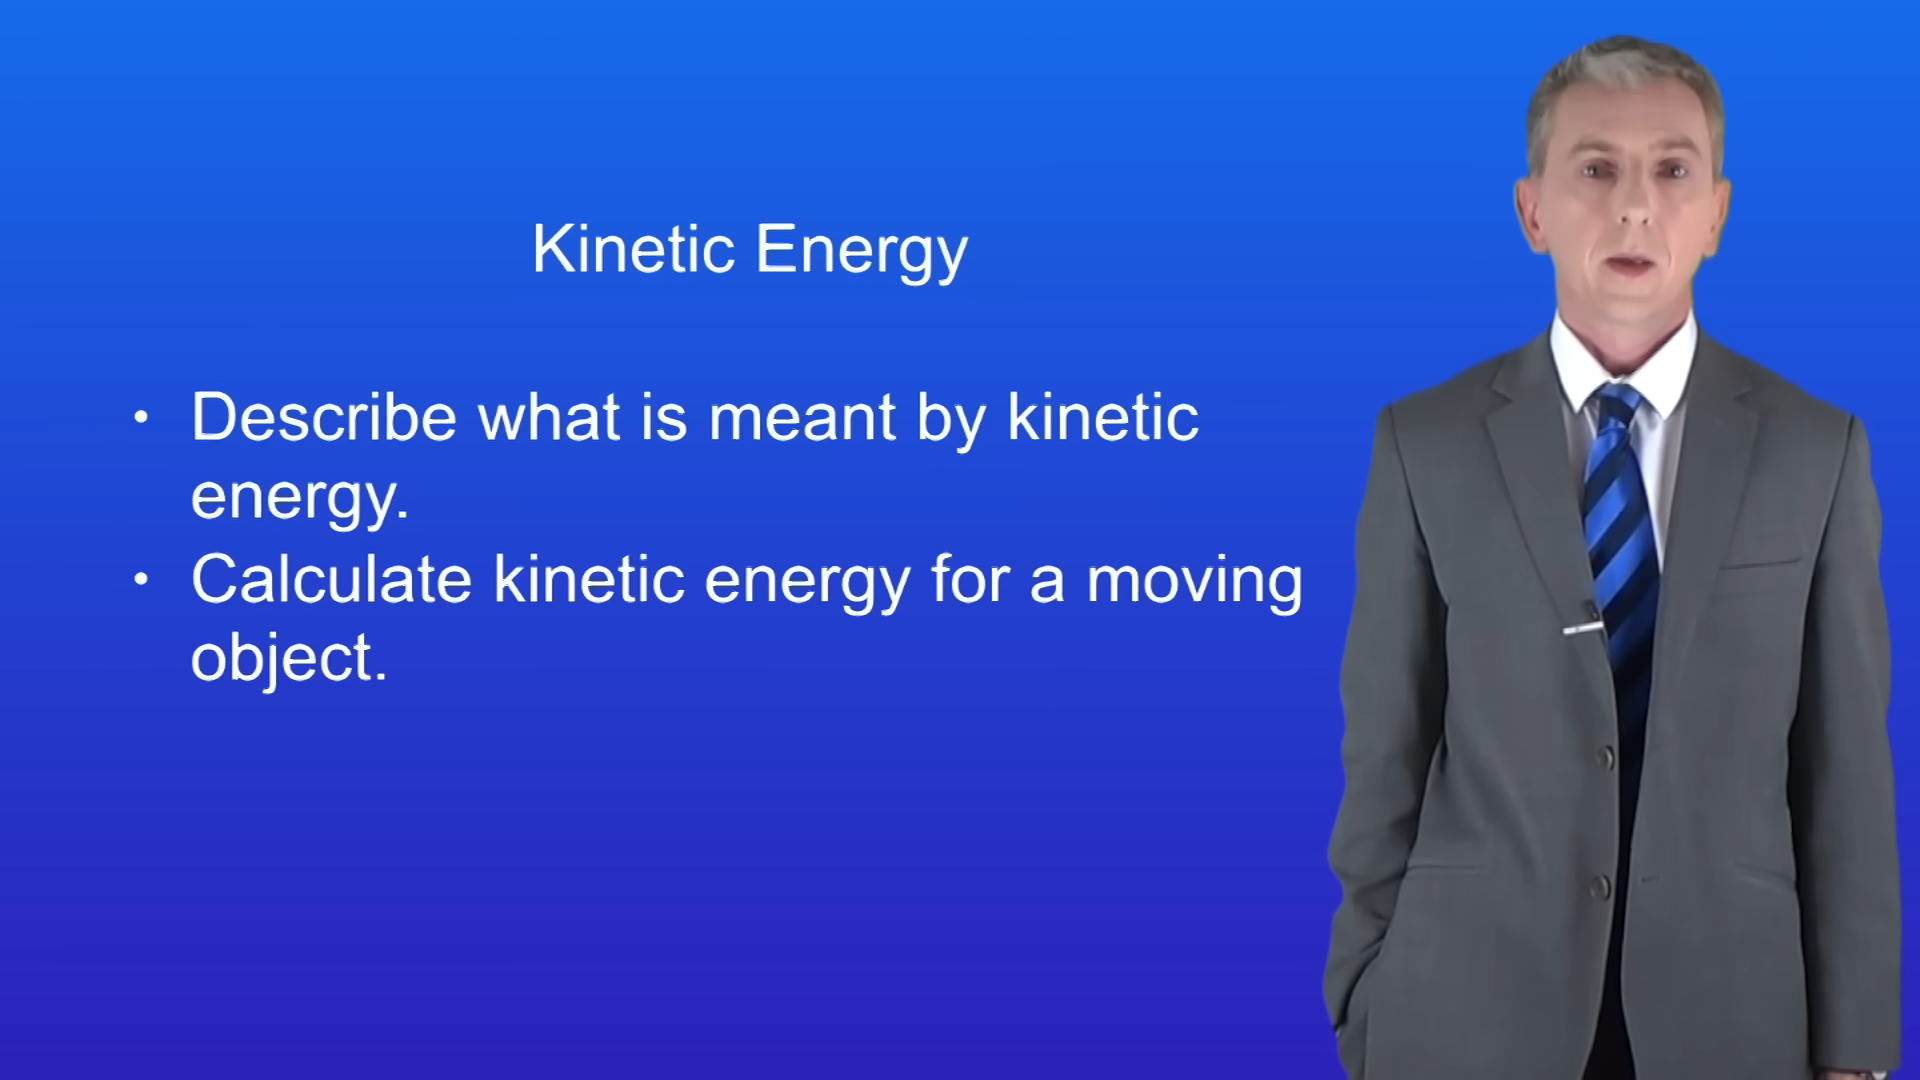 Kinetic Energy
• Describe what is meant by kinetic
energy.
• Calculate kinetic energy for a moving
object.